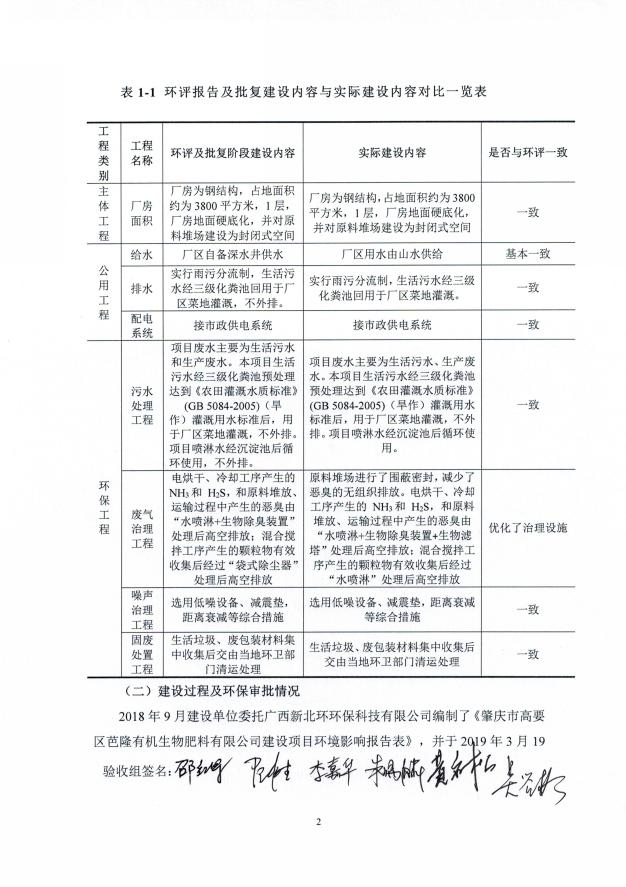 表 1-1 环评报告及批复建设内容与实际建设内容对比一览表
工程类别
工程名称
环评及批复阶段建设内容
实际建设内容
是否与环评一致
主体工程
厂房面积
厂房为钢结构，占地面积
约为 3800 平方米，1 层，
厂房地面硬底化，并对原
料堆场建设为封闭式空间
厂房为钢结构，占地面积约为 3800
平方米，1 层，厂房地面硬底化，
并对原料堆场建设为封闭式空间
一致
公用工程
给水
厂区自备深水井供水
厂区用水由山水供给
基本一致
排水
实行雨污分流制，生活污
水经三级化粪池回用于厂
区菜地灌溉，不外排。
实行雨污分流制，生活污水经三级
化粪池回用于厂区菜地灌溉。
一致
配电系统
接市政供电系统
接市政供电系统
一致
环保工程
污水处理工程
项目废水主要为生活污水
和生产废水。本项目生活
污水经三级化粪池预处理
达到《农田灌溉水质标准》
(GB 5084-2005)（旱
作）灌溉用水标准后，用
于厂区菜地灌溉，不外排。
项目喷淋水经沉淀池后循
环使用，不外排。
项目废水主要为生活污水、生产废
水。本项目生活污水经三级化粪池
预处理达到《农田灌溉水质标准》
(GB 5084-2005)（旱作）灌溉用水
标准后，用于厂区菜地灌溉，不外
排。项目喷淋水经沉淀池后循环使
用。
一致
废气治理工程
电烘干、冷却工序产生的
NH₃ 和 H₂S，和原料堆放、
运输过程中产生的恶臭由
“水喷淋+生物除臭装置”
处理后高空排放；混合搅
拌工序产生的颗粒物有效
收集后经过“袋式除尘器”
处理后高空排放
原料堆场进行了围蔽密封，减少了
恶臭的无组织排放。电烘干、冷却
工序产生的 NH₃ 和 H₂S，和原料
堆放、运输过程中产生的恶臭由
“水喷淋+生物除臭装置+生物滤
塔”处理后高空排放；混合搅拌工
序产生的颗粒物有效收集后经过
“水喷淋”处理后高空排放
优化了治理设施
噪声治理工程
选用低噪设备、减震垫，
距离衰减等综合措施
选用低噪设备、减震垫，距离衰减
等综合措施
一致
固废处置工程
生活垃圾、废包装材料集
中收集后交由当地环卫部
门清运处理
生活垃圾、废包装材料集中收集后
交由当地环卫部门清运处理
一致
（二）建设过程及环保审批情况
2018 年 9 月建设单位委托广西新北环环保科技有限公司编制了《肇庆市高要
区芭隆有机生物肥料有限公司建设项目环境影响报告表》，并于 2019 年 3 月 19
验收组签名: 李嘉华
2